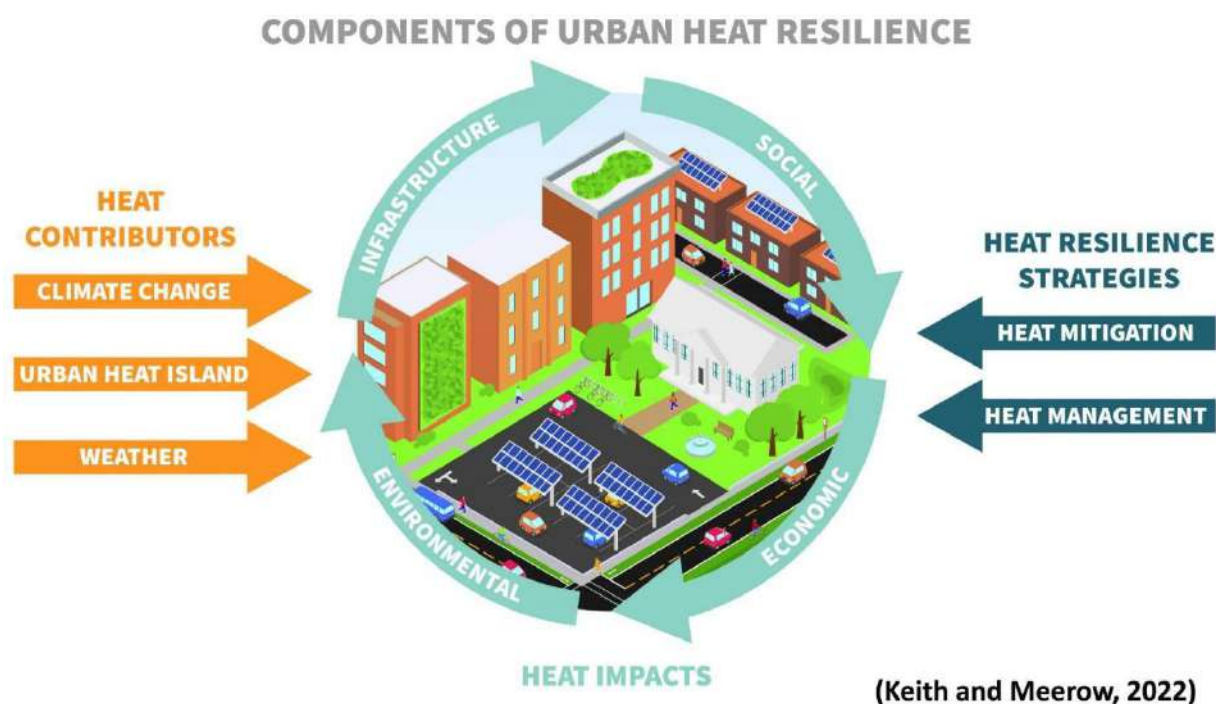 COMPONENTS OF URBAN HEAT RESILIENCE
HEAT
CONTRIBUTORS
CLIMATE CHANGE
URBAN HEAT ISLAND
WEATHER
INFRASTRUCTURE
SOCIAL
ECONOMIC
ENVIRONMENTAL
HEAT RESILIENCE
STRATEGIES
HEAT MITIGATION
HEAT MANAGEMENT
HEAT IMPACTS
(Keith and Meerow, 2022)